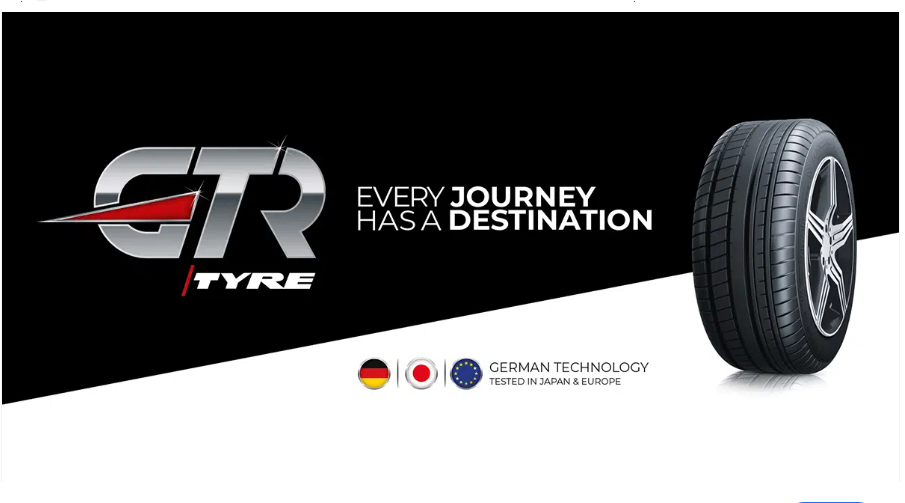 GTR
TYRE
EVERY JOURNEY
HAS A DESTINATION
GERMAN TECHNOLOGY
TESTED IN JAPAN & EUROPE